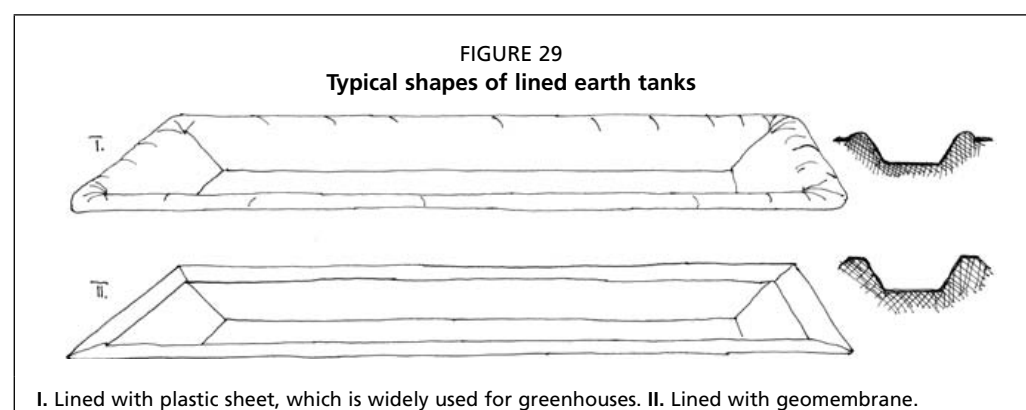 FIGURE 29
Typical shapes of lined earth tanks
I.
II.
I. Lined with plastic sheet, which is widely used for greenhouses. II. Lined with geomembrane.